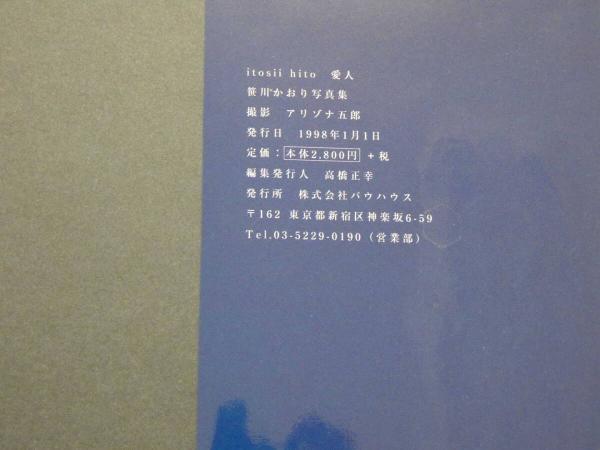 itosii hito 愛人
笹川かおり写真集
撮影 アリゾナ五郎
発行日 1998年1月1日
定価：本体2,800円 + 税
編集発行人 高橋正幸
発行所 株式会社バウハウス
〒162 東京都新宿区神楽坂6-59
Tel.03-5229-0190（営業部）